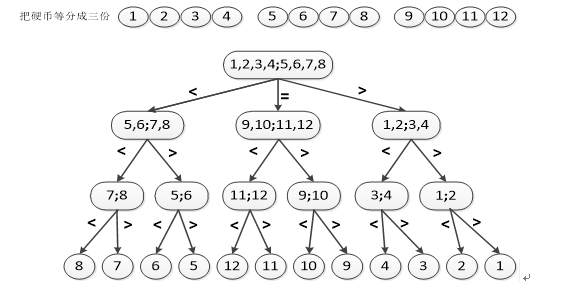 把硬币等分成三份 1 2 3 4 5 6 7 8 9 10 11 12
1,2,3,4;5,6,7,8
< = >
5,6;7,8 9,10;11,12 1,2;3,4
< > < > < >
7;8 5;6 11;12 9;10 3;4 1;2
< > < > < > < > < > < >
8 7 6 5 12 11 10 9 4 3 2 1